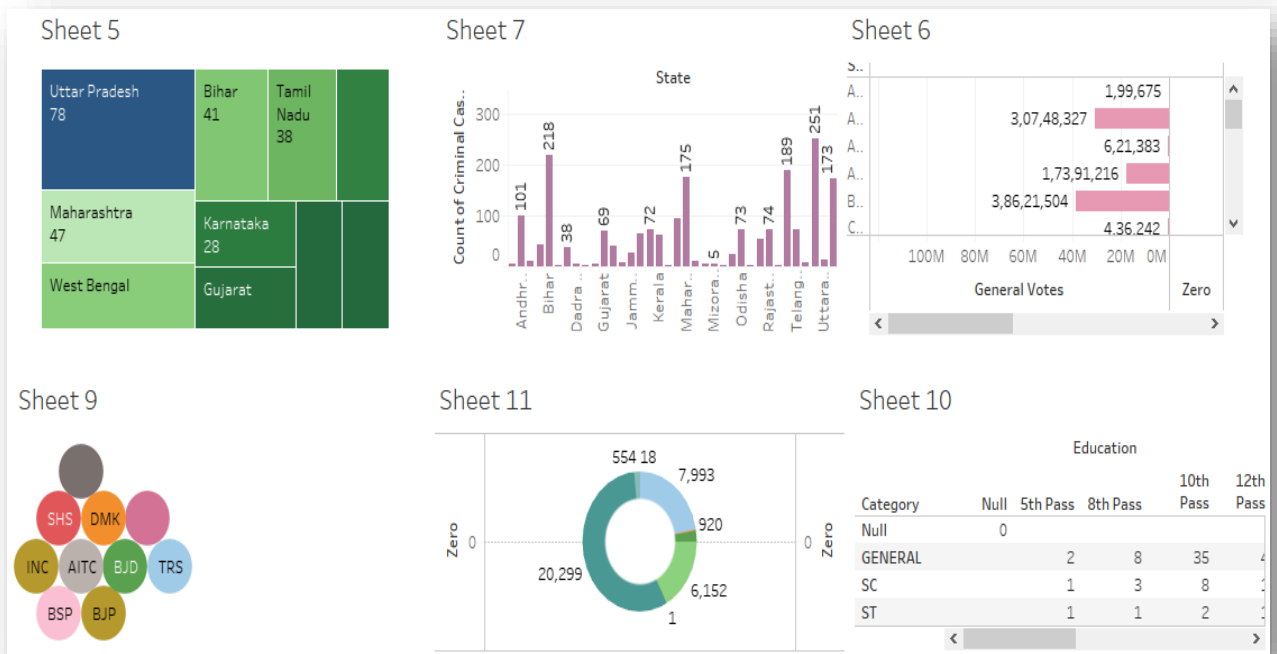 Sheet 5
Uttar Pradesh
78
Bihar
41
Tamil
Nadu
38
Maharashtra
47
West Bengal
Karnataka
28
Gujarat
Sheet 7
State
Count of Criminal Cas..
300
200
100
0
101
218
38
69
72
175
5
73
74
189
251
173
Andhr..
Bihar
Dadra ..
Gujarat
Jamm..
Kerala
Mahar..
Mizora..
Odisha
Rajast..
Telang..
Uttara..
Sheet 6
S..
A.. 1,99,675
A.. 3,07,48,327
A.. 6,21,383
A.. 1,73,91,216
B.. 3,86,21,504
C.. 4,36,242
100M 80M 60M 40M 20M 0M
General Votes Zero
Sheet 9
SHS DMK
INC AITC BJD TRS
BSP BJP
Sheet 11
554 18
7,993
920
Zero 0
0 Zero
20,299
6,152
1
Sheet 10
Education
10th 12th
Category Null 5th Pass 8th Pass Pass Pass
Null 0
GENERAL 2 8 35
SC 1 3 8
ST 1 1 2